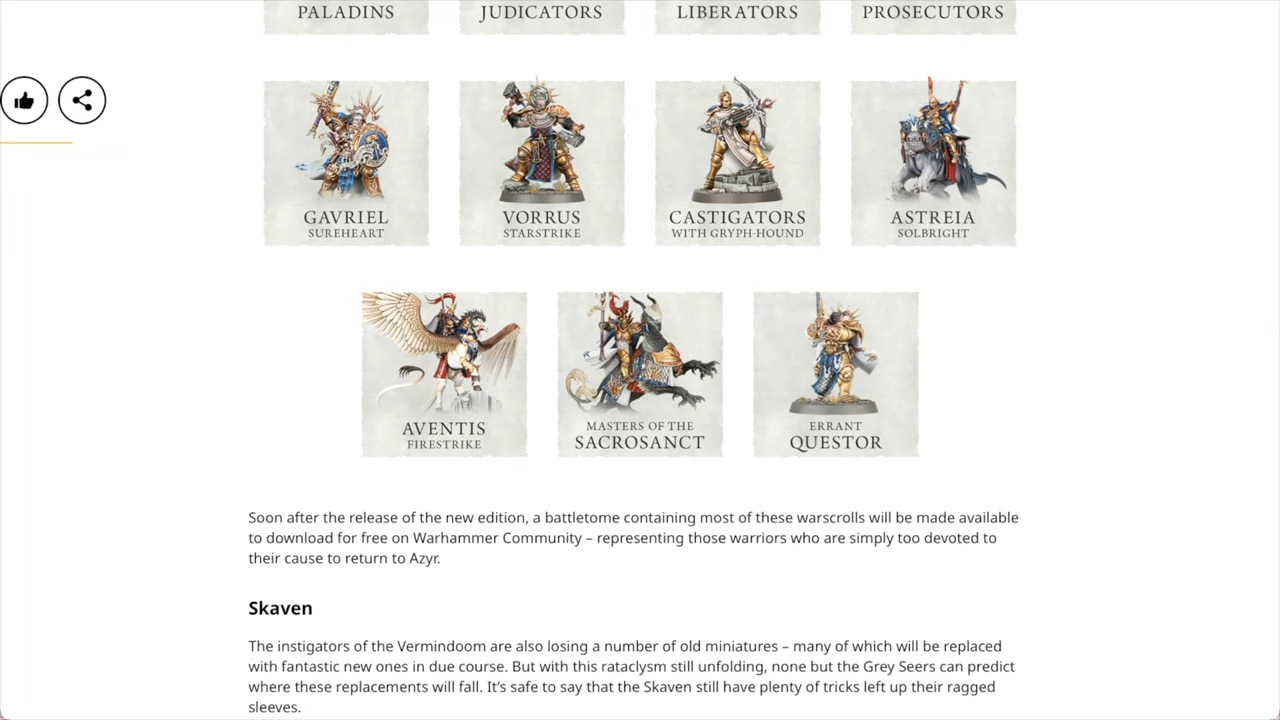 PALADINS
JUDICATORS
LIBERATORS
PROSECUTORS
GAVRIEL
SUREHEART
VORRUS
STARSTRIKE
CASTIGATORS
WITH GRYPH-HOUND
ASTREIA
SOLBRIGHT
AVENTIS
FIRESTRIKE
MASTERS OF THE
SACROSANCT
ERRANT
QUESTOR
Soon after the release of the new edition, a battletome containing most of these warscrolls will be made available
to download for free on Warhammer Community – representing those warriors who are simply too devoted to
their cause to return to Azyr.
Skaven
The instigators of the Vermindoom are also losing a number of old miniatures – many of which will be replaced
with fantastic new ones in due course. But with this rataclysm still unfolding, none but the Grey Seers can predict
where these replacements will fall. It’s safe to say that the Skaven still have plenty of tricks left up their ragged
sleeves.